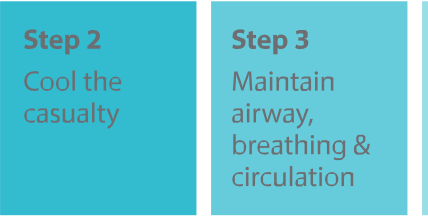 Step 2
Cool the
casualty
Step 3
Maintain
airway,
breathing &
circulation